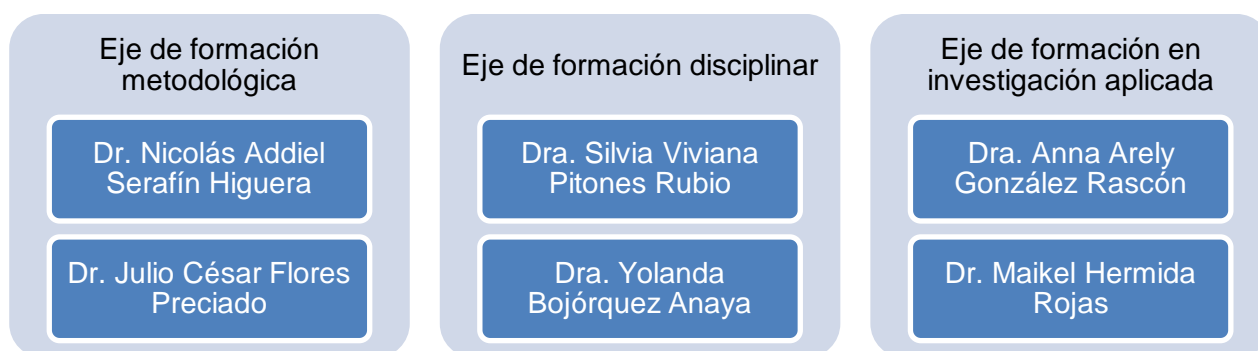 Eje de formación
metodológica
Dr. Nicolás Addiel
Serafín Higuera
Dr. Julio César Flores
Preciado
Eje de formación disciplinar
Dra. Silvia Viviana
Pitones Rubio
Dra. Yolanda
Bojórquez Anaya
Eje de formación en
investigación aplicada
Dra. Anna Arely
González Rascón
Dr. Maikel Hermida
Rojas